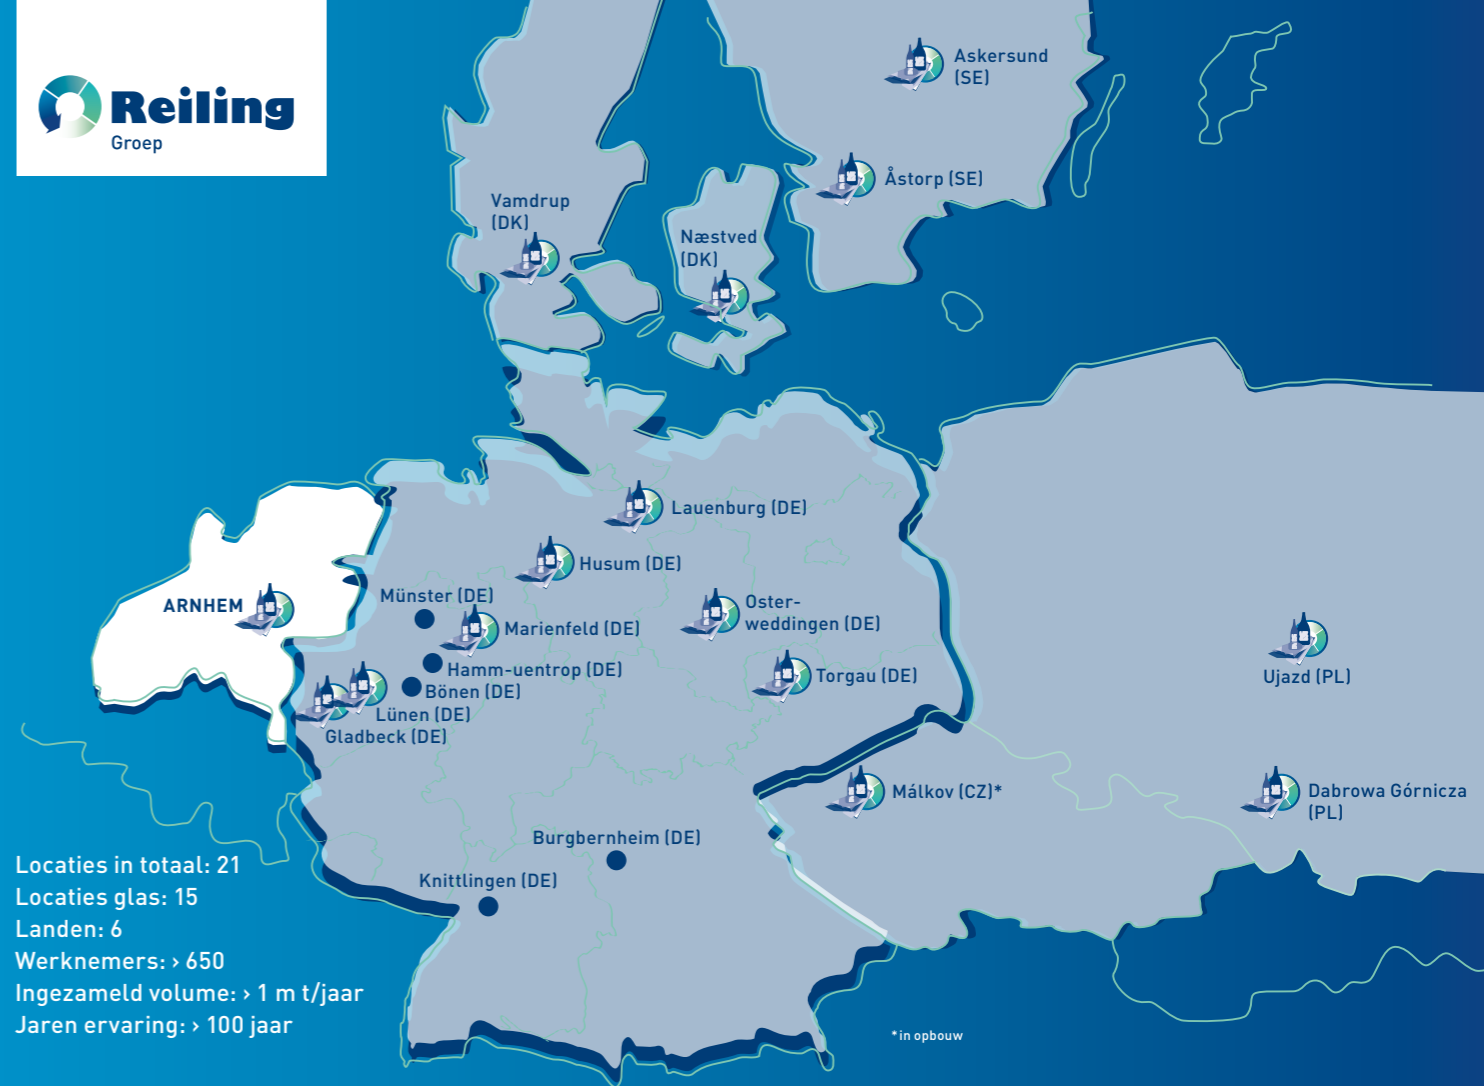 Reiling
Groep
Askersund
(SE)
Åstorp (SE)
Vamdrup
(DK)
Næstved
(DK)
Lauenburg (DE)
Husum (DE)
ARNHEM
Münster (DE)
Marienfeld (DE)
Oster-
weddingen (DE)
Hamm-uentrop (DE)
Bönen (DE)
Torgau (DE)
Ujazd (PL)
Lünen (DE)
Gladbeck (DE)
Málkov (CZ)*
Dabrowa Górnicza
(PL)
Burgbernheim (DE)
Knittlingen (DE)
Locaties in totaal: 21
Locaties glas: 15
Landen: 6
Werknemers: › 650
Ingezameld volume: › 1 m t/jaar
Jaren ervaring: › 100 jaar
*in opbouw